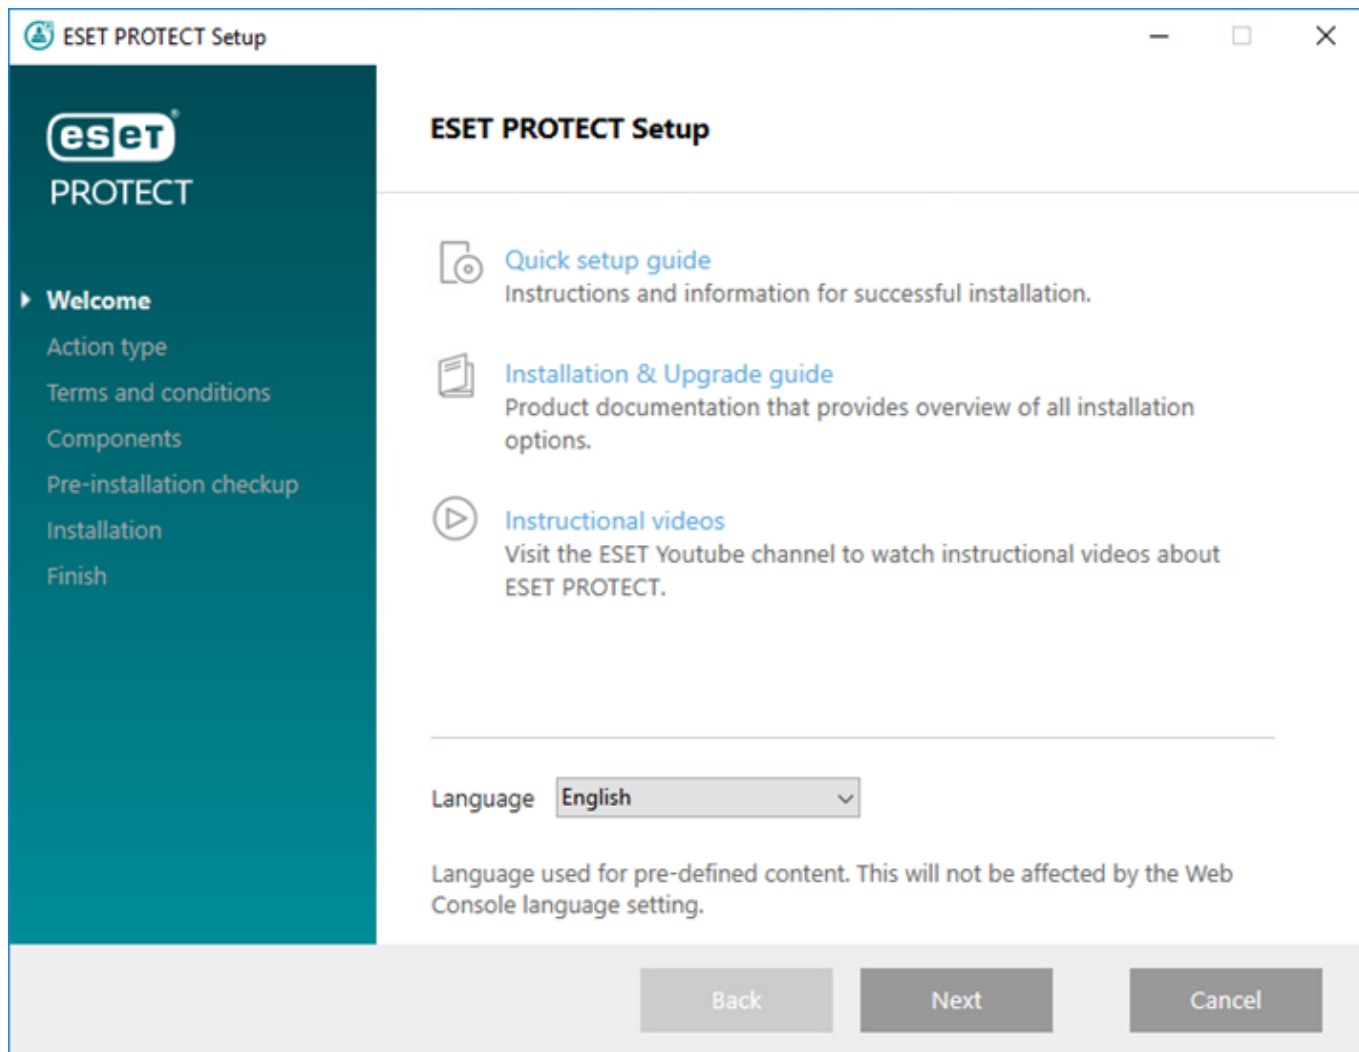 ESET PROTECT Setup
eseT®
PROTECT
Welcome
Action type
Terms and conditions
Components
Pre-installation checkup
Installation
Finish
ESET PROTECT Setup
Quick setup guide
Instructions and information for successful installation.
Installation & Upgrade guide
Product documentation that provides overview of all installation
options.
Instructional videos
Visit the ESET Youtube channel to watch instructional videos about
ESET PROTECT.
Language English
Language used for pre-defined content. This will not be affected by the Web
Console language setting.
Back Next Cancel